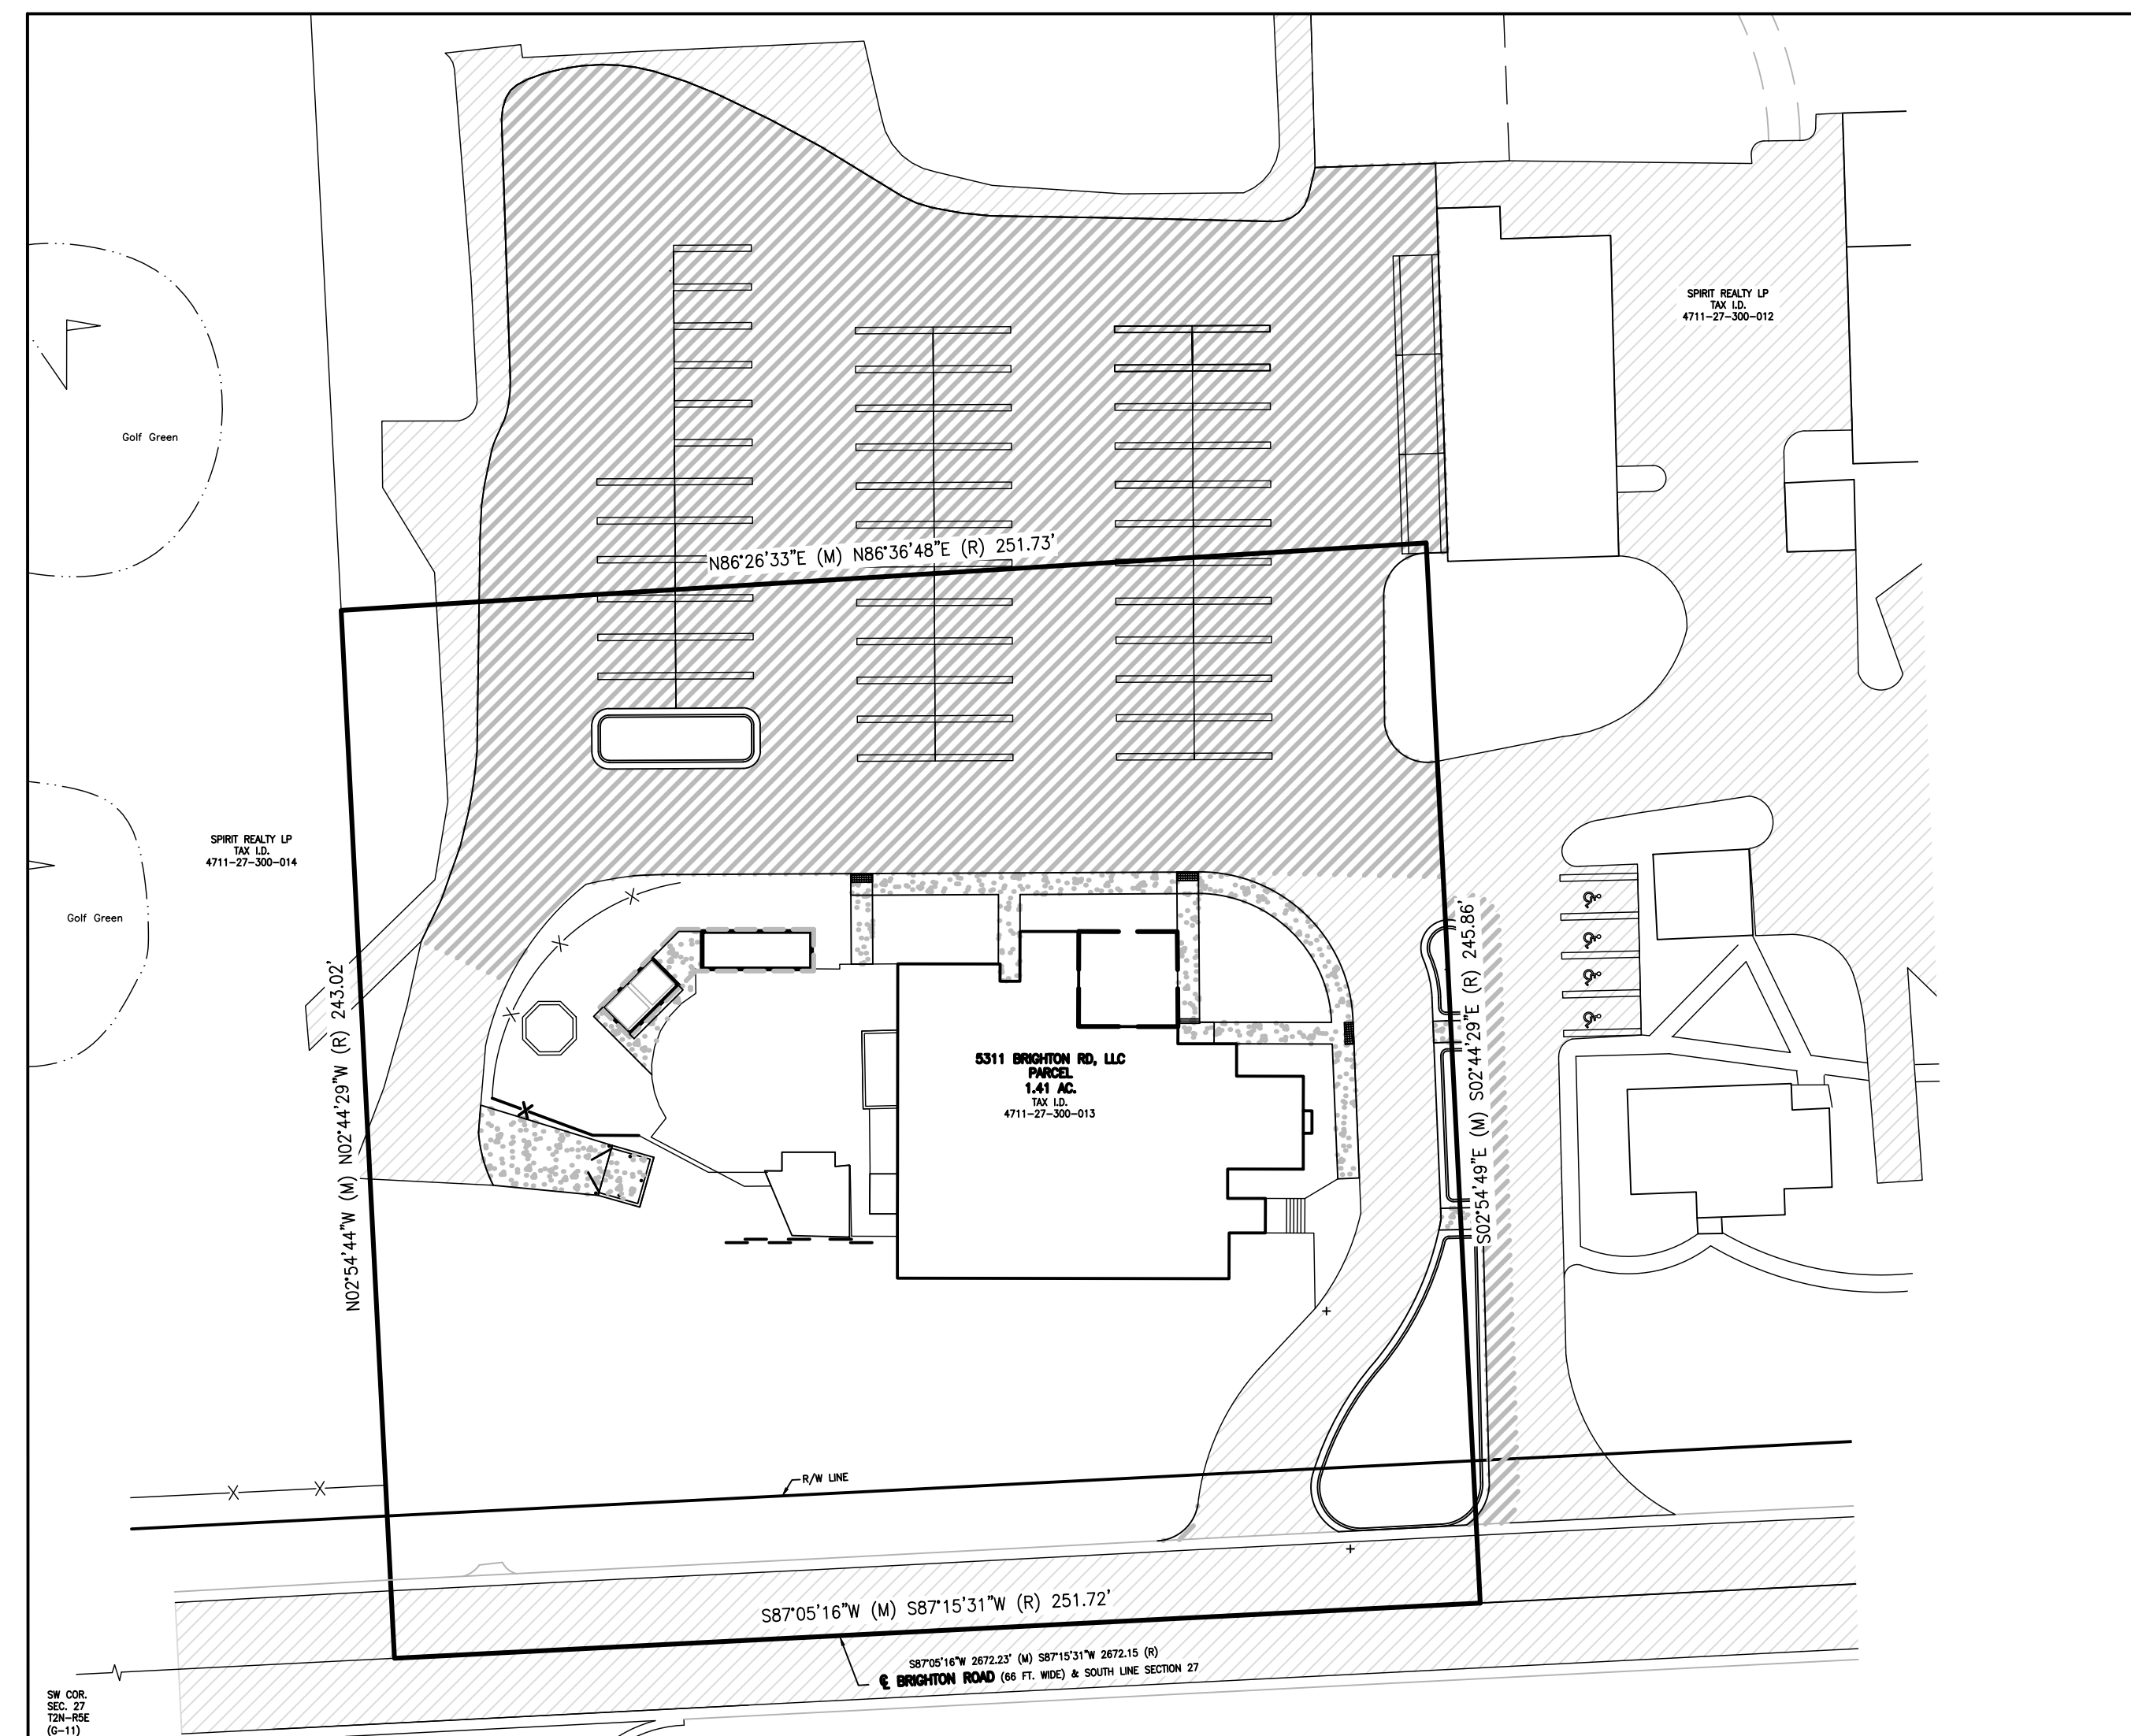 SPIRIT REALTY LP
TAX I.D.
4711-27-300-012
Golf Green
N86°26'33"E (M) N86°36'48"E (R) 251.73'
SPIRIT REALTY LP
TAX I.D.
4711-27-300-014
Golf Green
N02°54'44"W (M) N02°44'29"W (R) 243.02'
S02°54'49"E (M) S02°44'29"E (R) 245.86'
5311 BRIGHTON RD, LLC
PARCEL
1.41 AC.
TAX I.D.
4711-27-300-013
R/W LINE
S87°05'16"W (M) S87°15'31"W (R) 251.72'
S87°05'16"W 2672.23' (M) S87°15'31"W 2672.15 (R)
℄ BRIGHTON ROAD (66 FT. WIDE) & SOUTH LINE SECTION 27
SW COR.
SEC. 27
T2N-R5E
(G-11)